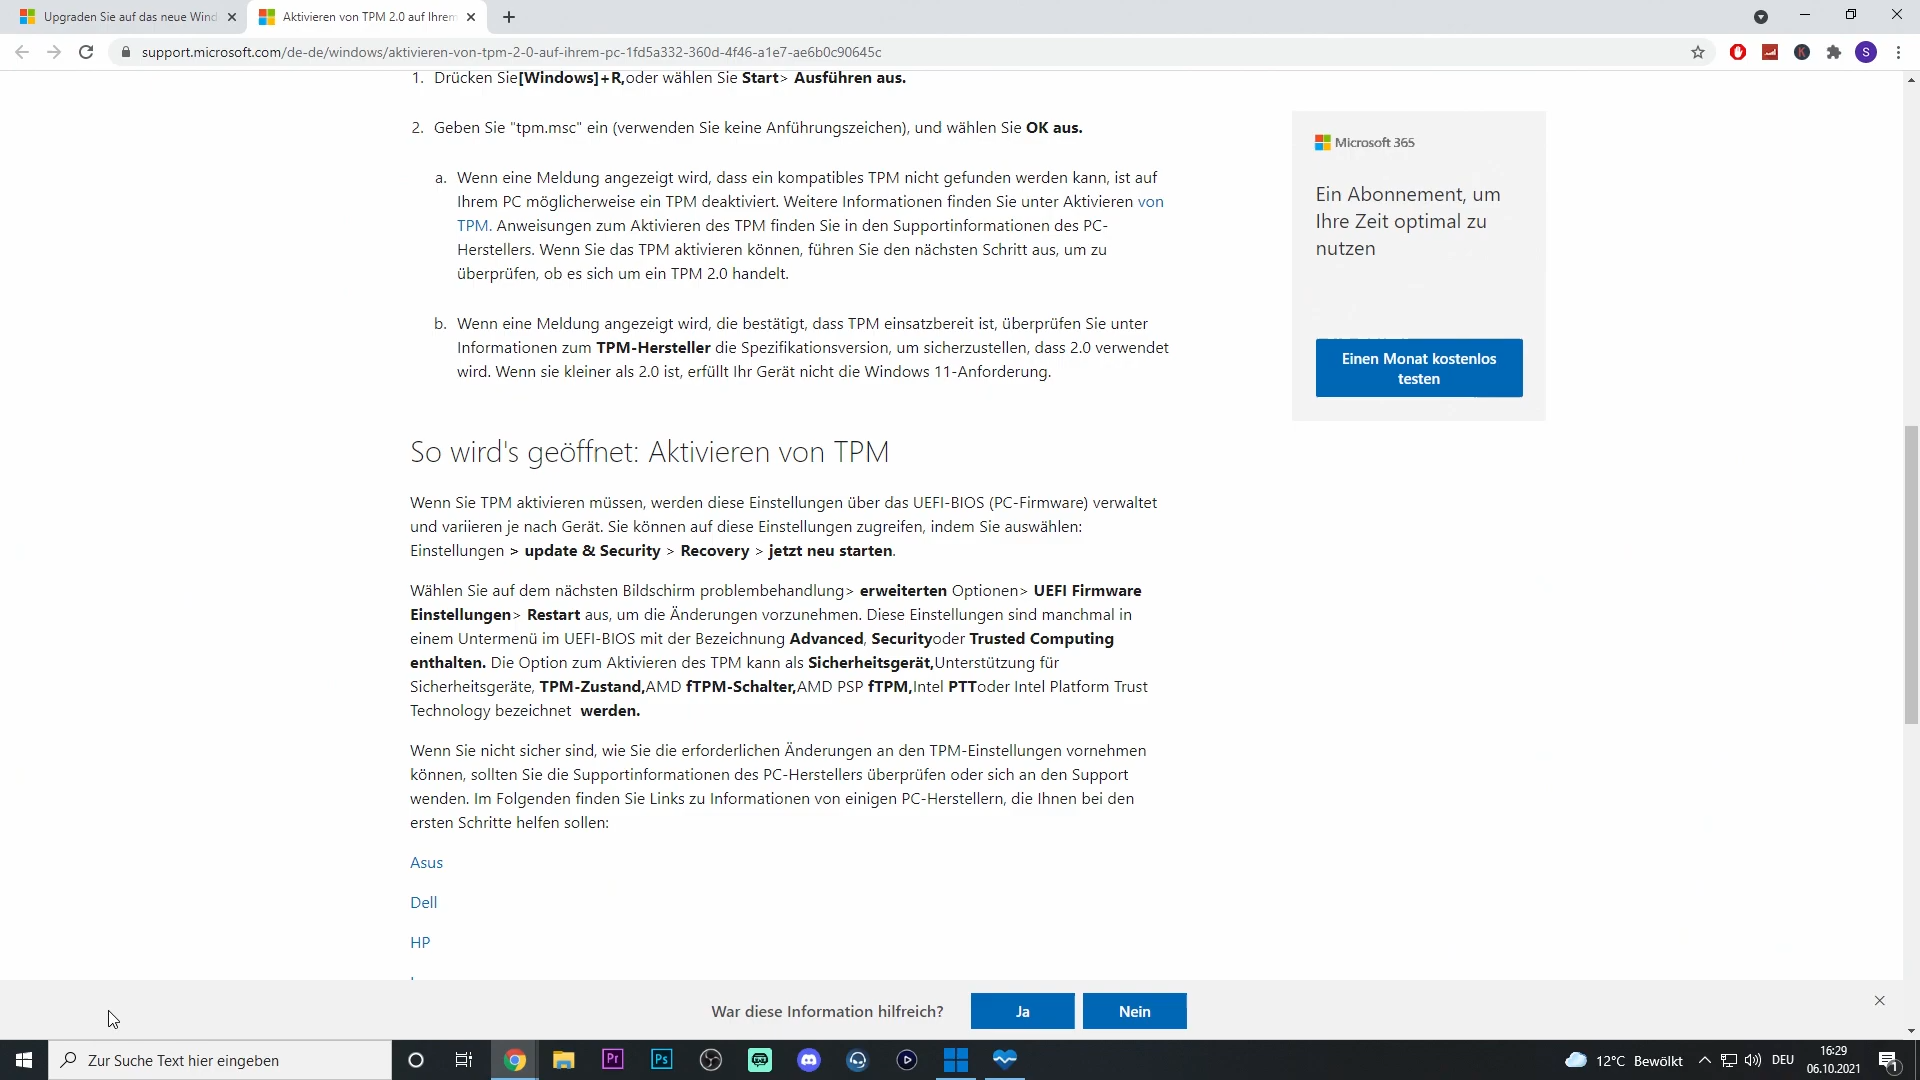 Upgraden Sie auf das neue Wind
Aktivieren von TPM 2.0 auf Ihrem
support.microsoft.com/de-de/windows/aktivieren-von-tpm-2-0-auf-ihrem-pc-1fd5a332-360d-4f46-a1e7-ae6b0c90645c
S
1. Drücken Sie[Windows]+R,oder wählen Sie Start> Ausführen aus.
2. Geben Sie "tpm.msc" ein (verwenden Sie keine Anführungszeichen), und wählen Sie OK aus.
a. Wenn eine Meldung angezeigt wird, dass ein kompatibles TPM nicht gefunden werden kann, ist auf
Ihrem PC möglicherweise ein TPM deaktiviert. Weitere Informationen finden Sie unter Aktivieren von
TPM. Anweisungen zum Aktivieren des TPM finden Sie in den Supportinformationen des PC-
Herstellers. Wenn Sie das TPM aktivieren können, führen Sie den nächsten Schritt aus, um zu
überprüfen, ob es sich um ein TPM 2.0 handelt.
b. Wenn eine Meldung angezeigt wird, die bestätigt, dass TPM einsatzbereit ist, überprüfen Sie unter
Informationen zum TPM-Hersteller die Spezifikationsversion, um sicherzustellen, dass 2.0 verwendet
wird. Wenn sie kleiner als 2.0 ist, erfüllt Ihr Gerät nicht die Windows 11-Anforderung.
Microsoft 365
Ein Abonnement, um
Ihre Zeit optimal zu
nutzen
Einen Monat kostenlos
testen
So wird's geöffnet: Aktivieren von TPM
Wenn Sie TPM aktivieren müssen, werden diese Einstellungen über das UEFI-BIOS (PC-Firmware) verwaltet
und variieren je nach Gerät. Sie können auf diese Einstellungen zugreifen, indem Sie auswählen:
Einstellungen > update & Security > Recovery > jetzt neu starten.
Wählen Sie auf dem nächsten Bildschirm problembehandlung> erweiterten Optionen> UEFI Firmware
Einstellungen> Restart aus, um die Änderungen vorzunehmen. Diese Einstellungen sind manchmal in
einem Untermenü im UEFI-BIOS mit der Bezeichnung Advanced, Securityoder Trusted Computing
enthalten. Die Option zum Aktivieren des TPM kann als Sicherheitsgerät,Unterstützung für
Sicherheitsgeräte, TPM-Zustand,AMD fTPM-Schalter,AMD PSP fTPM,Intel PTToder Intel Platform Trust
Technology bezeichnet werden.
Wenn Sie nicht sicher sind, wie Sie die erforderlichen Änderungen an den TPM-Einstellungen vornehmen
können, sollten Sie die Supportinformationen des PC-Herstellers überprüfen oder sich an den Support
wenden. Im Folgenden finden Sie Links zu Informationen von einigen PC-Herstellern, die Ihnen bei den
ersten Schritte helfen sollen:
Asus
Dell
HP
War diese Information hilfreich?
Ja
Nein
Zur Suche Text hier eingeben
Pr
Ps
12°C Bewölkt
DEU
16:29
06.10.2021
1